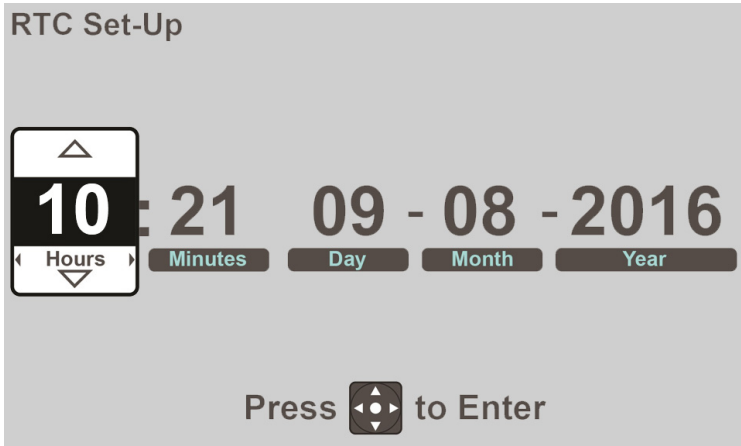 RTC Set-Up
10 : 21 09 - 08 - 2016
Hours Minutes Day Month Year
Press to Enter